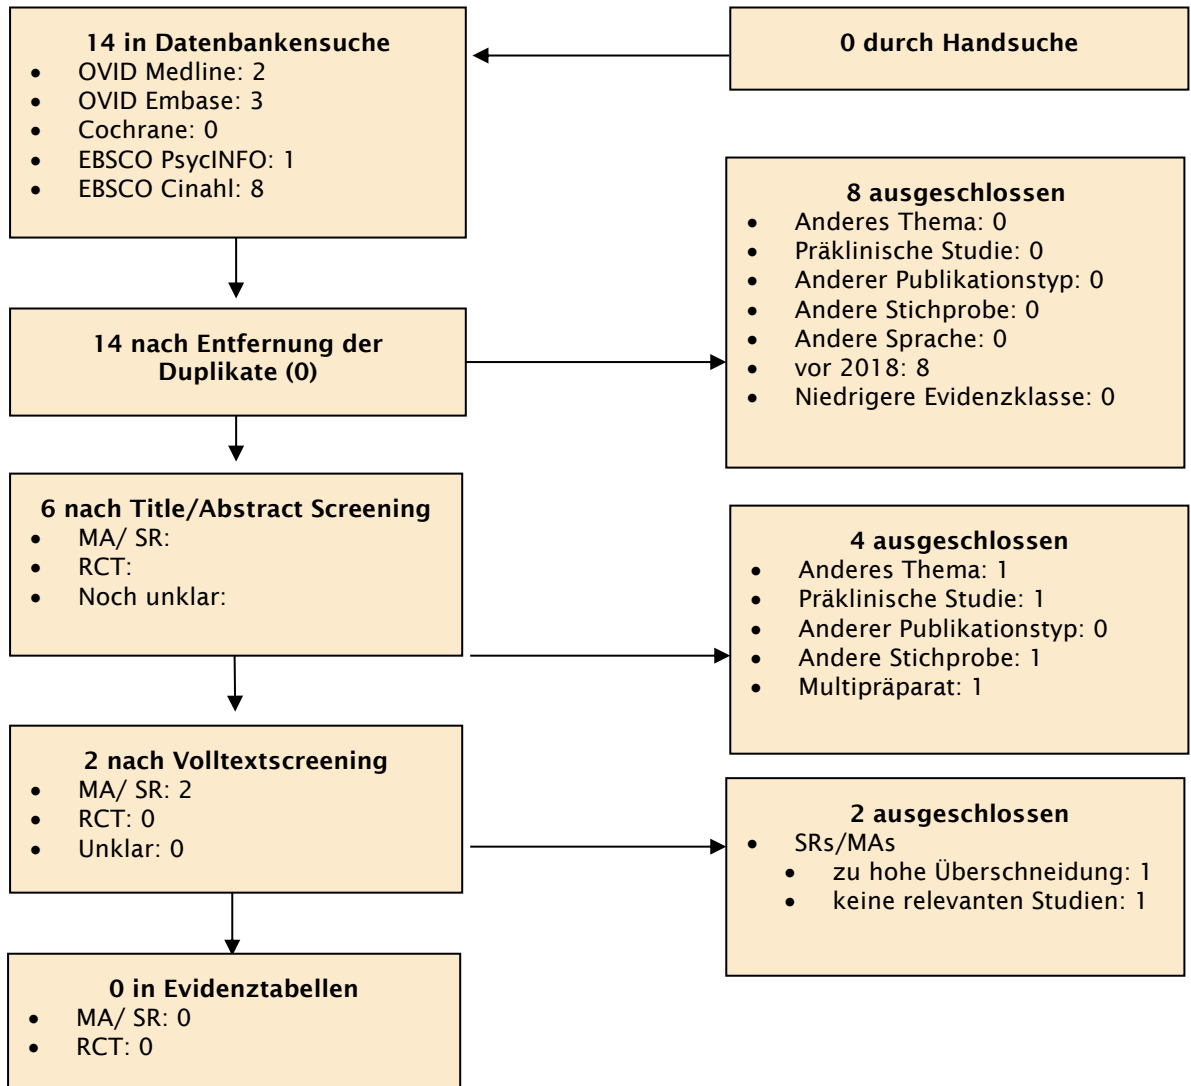 14 in Datenbankensuche
• OVID Medline: 2
• OVID Embase: 3
• Cochrane: 0
• EBSCO PsycINFO: 1
• EBSCO Cinahl: 8
0 durch Handsuche
8 ausgeschlossen
• Anderes Thema: 0
• Präklinische Studie: 0
• Anderer Publikationstyp: 0
• Andere Stichprobe: 0
• Andere Sprache: 0
• vor 2018: 8
• Niedrigere Evidenzklasse: 0
14 nach Entfernung der
Duplikate (0)
6 nach Title/Abstract Screening
• MA/ SR:
• RCT:
• Noch unklar:
4 ausgeschlossen
• Anderes Thema: 1
• Präklinische Studie: 1
• Anderer Publikationstyp: 0
• Andere Stichprobe: 1
• Multipräparat: 1
2 nach Volltextscreening
• MA/ SR: 2
• RCT: 0
• Unklar: 0
2 ausgeschlossen
• SRs/MAs
• zu hohe Überschneidung: 1
• keine relevanten Studien: 1
0 in Evidenztabellen
• MA/ SR: 0
• RCT: 0